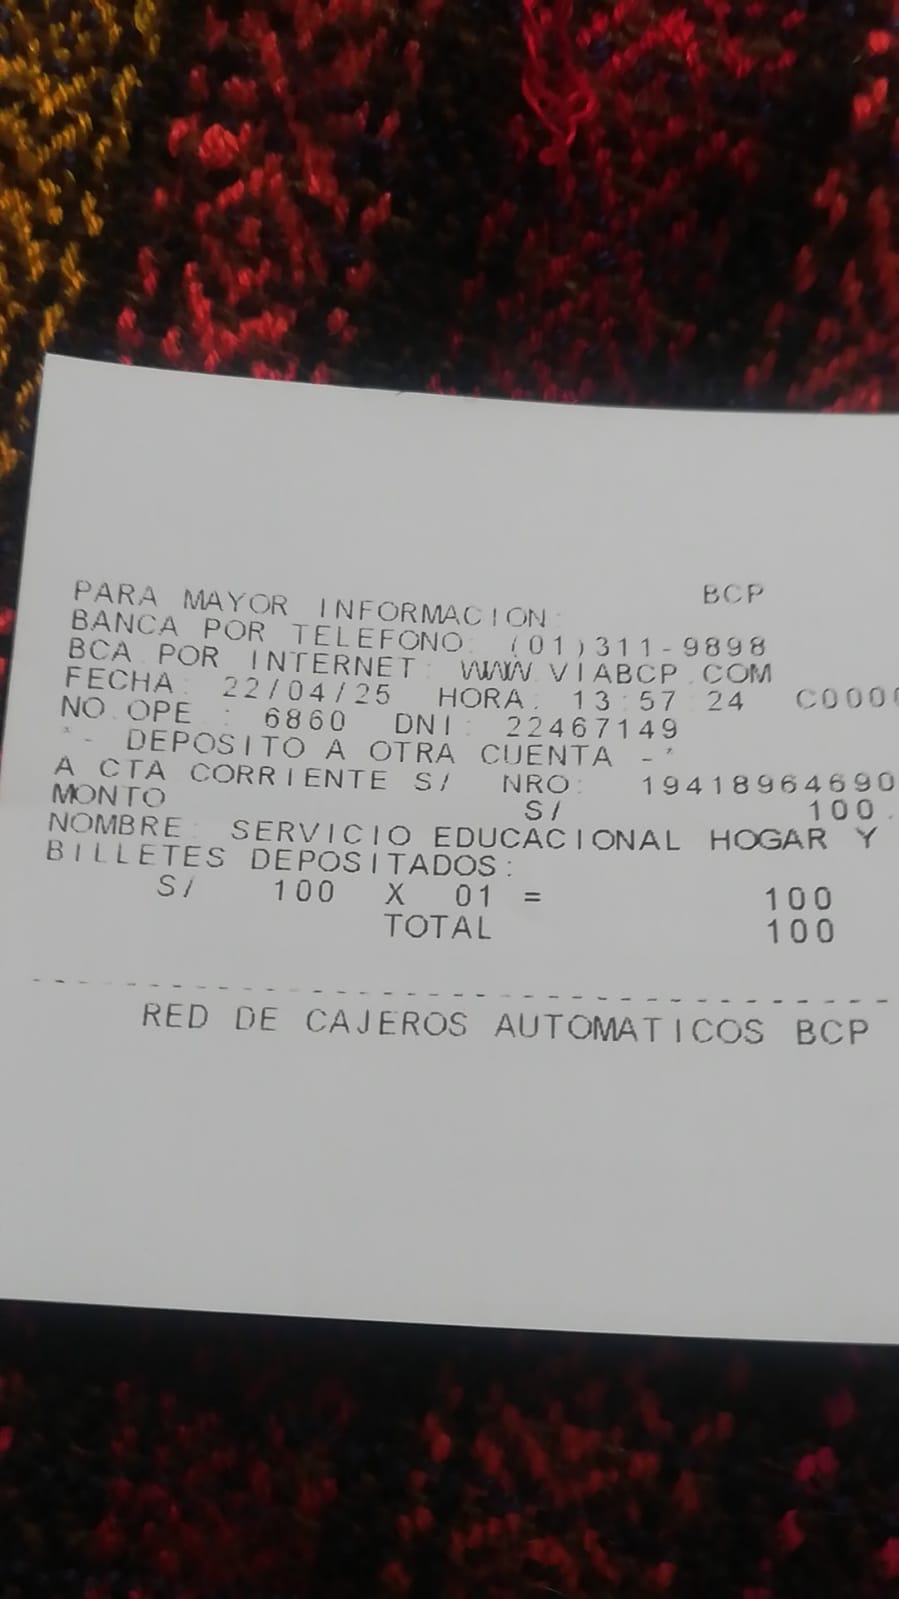 BCP
PARA MAYOR INFORMACION:
BANCA POR TELEFONO: (01)311-9898
BCA POR INTERNET: WWW.VIABCP.COM
FECHA: 22/04/25 HORA: 13:57:24 C0000
NO.OPE : 6860 DNI: 22467149
*- DEPOSITO A OTRA CUENTA -*
A CTA CORRIENTE S/ NRO: 19418964690
MONTO S/ 100.
NOMBRE: SERVICIO EDUCACIONAL HOGAR Y
BILLETES DEPOSITADOS:
S/ 100 X 01 = 100
TOTAL 100
RED DE CAJEROS AUTOMATICOS BCP